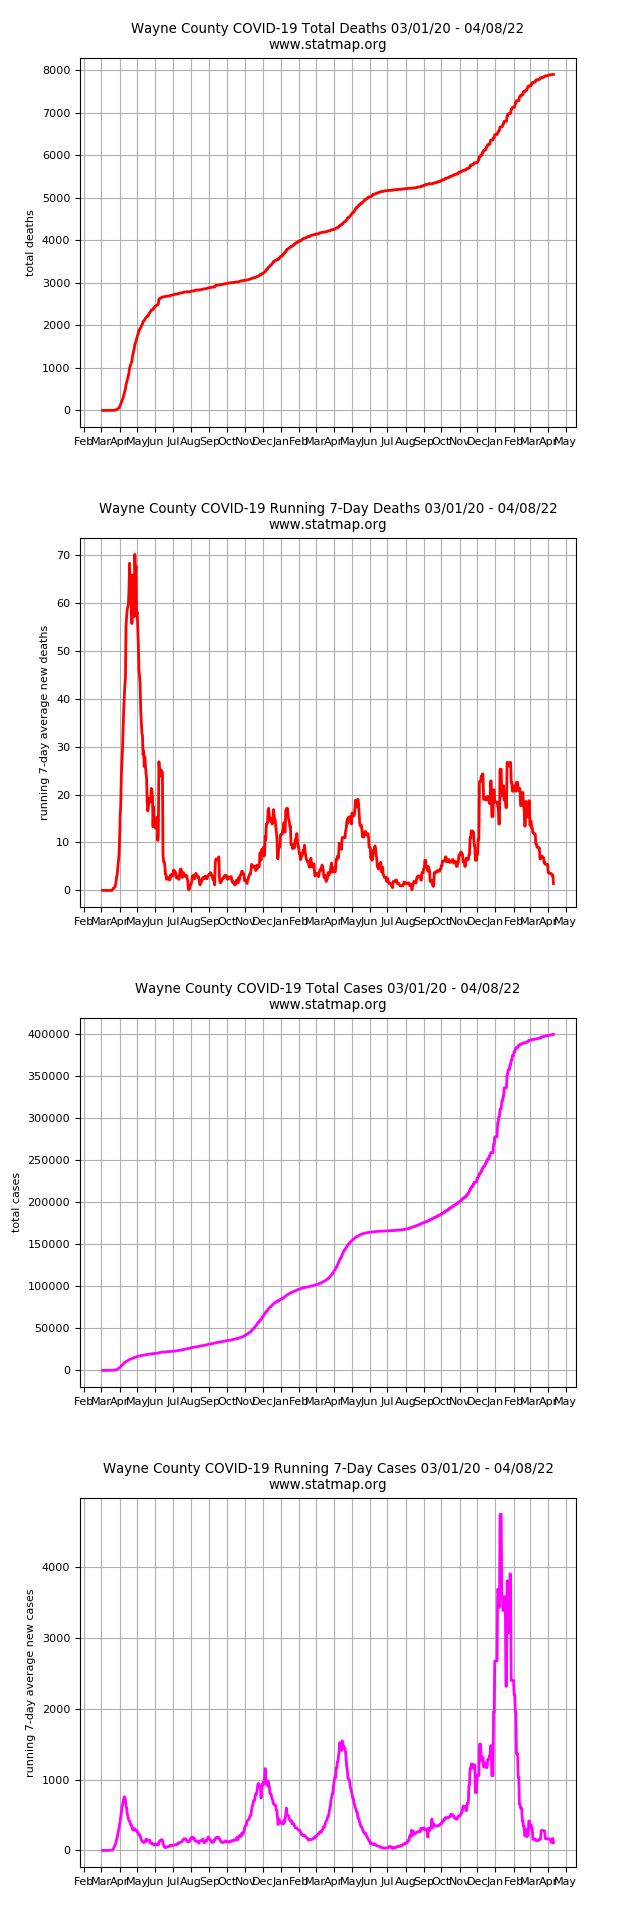 Wayne County COVID-19 Total Deaths 03/01/20 - 04/08/22
www.statmap.org
8000
7000
6000
5000
4000
3000
2000
1000
0
total deaths
Feb Mar Apr May Jun Jul Aug Sep Oct Nov Dec Jan Feb Mar Apr May Jun Jul Aug Sep Oct Nov Dec Jan Feb Mar Apr May
Wayne County COVID-19 Running 7-Day Deaths 03/01/20 - 04/08/22
www.statmap.org
70
60
50
40
30
20
10
0
running 7-day average new deaths
Feb Mar Apr May Jun Jul Aug Sep Oct Nov Dec Jan Feb Mar Apr May Jun Jul Aug Sep Oct Nov Dec Jan Feb Mar Apr May
Wayne County COVID-19 Total Cases 03/01/20 - 04/08/22
www.statmap.org
400000
350000
300000
250000
200000
150000
100000
50000
0
total cases
Feb Mar Apr May Jun Jul Aug Sep Oct Nov Dec Jan Feb Mar Apr May Jun Jul Aug Sep Oct Nov Dec Jan Feb Mar Apr May
Wayne County COVID-19 Running 7-Day Cases 03/01/20 - 04/08/22
www.statmap.org
4000
3000
2000
1000
0
running 7-day average new cases
Feb Mar Apr May Jun Jul Aug Sep Oct Nov Dec Jan Feb Mar Apr May Jun Jul Aug Sep Oct Nov Dec Jan Feb Mar Apr May